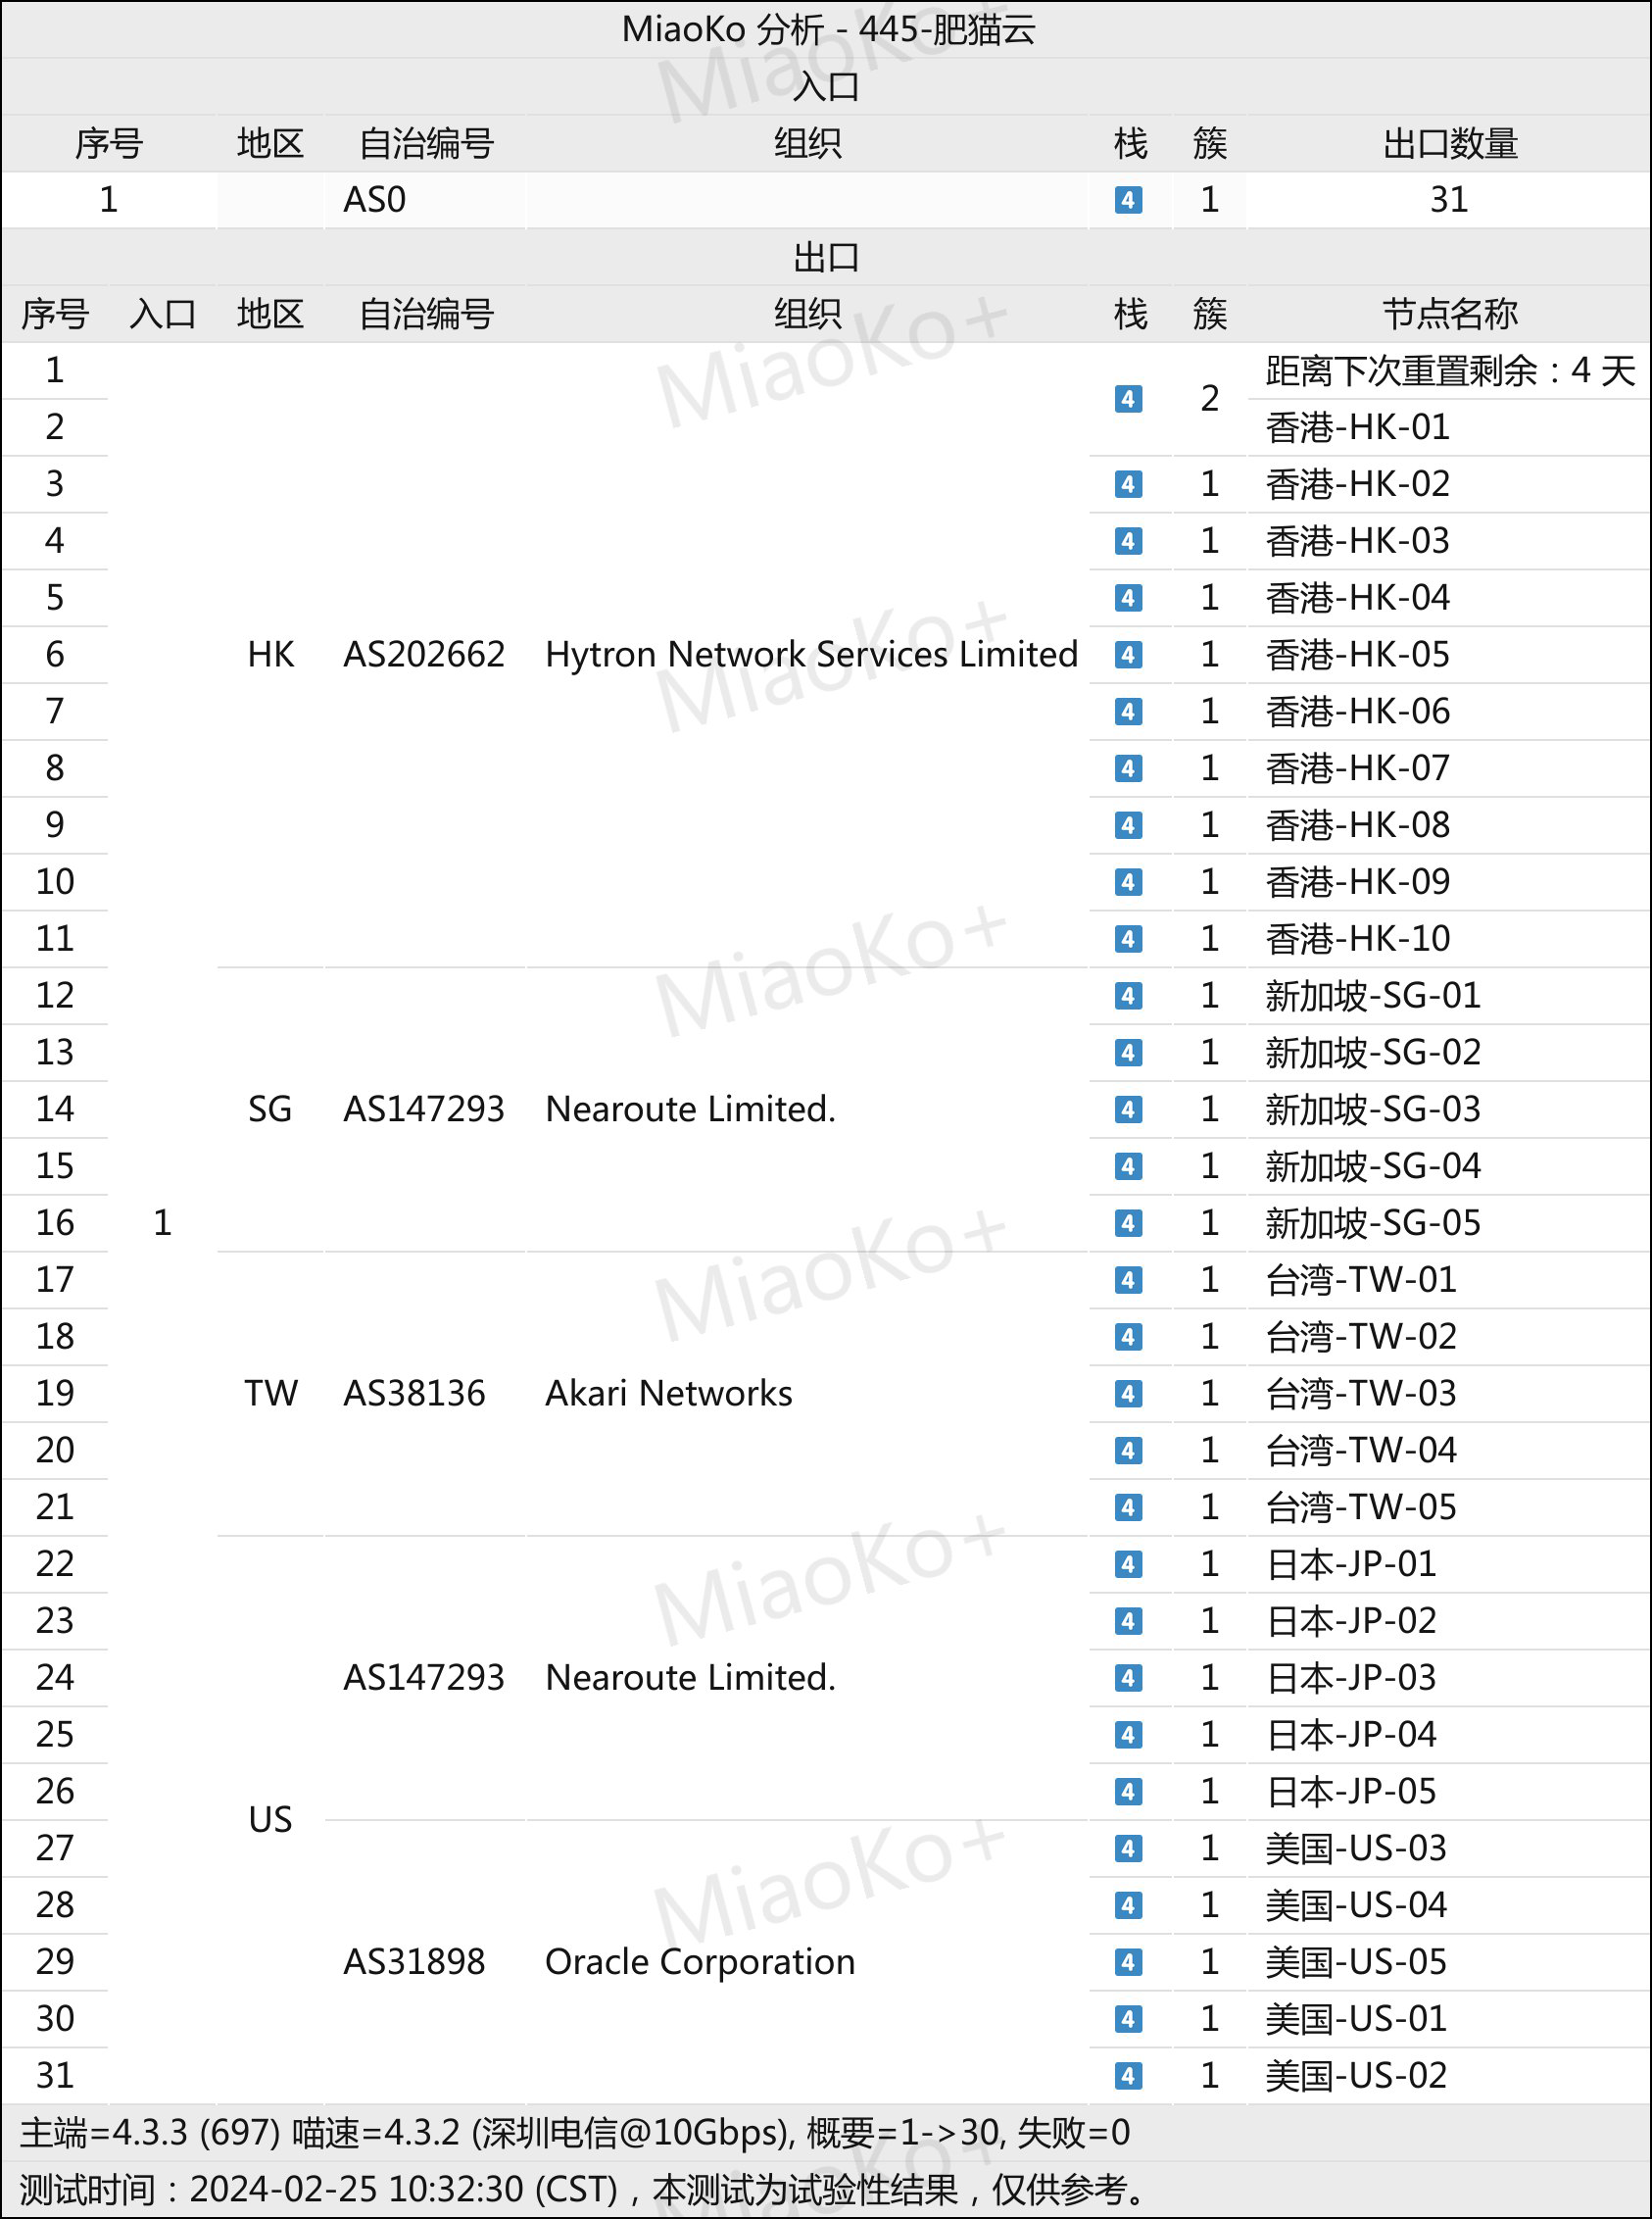 MiaoKo 分析 - 445-肥猫云
入口
序号 地区 自治编号 组织 栈 簇 出口数量
1 AS0 4 1 31
出口
序号 入口 地区 自治编号 组织 栈 簇 节点名称
1 距离下次重置剩余：4 天
4 2
2 香港-HK-01
3 4 1 香港-HK-02
4 4 1 香港-HK-03
5 4 1 香港-HK-04
6 HK AS202662 Hytron Network Services Limited 4 1 香港-HK-05
7 4 1 香港-HK-06
8 4 1 香港-HK-07
9 4 1 香港-HK-08
10 4 1 香港-HK-09
11 4 1 香港-HK-10
12 4 1 新加坡-SG-01
13 4 1 新加坡-SG-02
14 SG AS147293 Nearoute Limited. 4 1 新加坡-SG-03
15 4 1 新加坡-SG-04
16 1 4 1 新加坡-SG-05
17 4 1 台湾-TW-01
18 4 1 台湾-TW-02
19 TW AS38136 Akari Networks 4 1 台湾-TW-03
20 4 1 台湾-TW-04
21 4 1 台湾-TW-05
22 4 1 日本-JP-01
23 4 1 日本-JP-02
24 AS147293 Nearoute Limited. 4 1 日本-JP-03
25 4 1 日本-JP-04
26 4 1 日本-JP-05
US
27 4 1 美国-US-03
28 4 1 美国-US-04
29 AS31898 Oracle Corporation 4 1 美国-US-05
30 4 1 美国-US-01
31 4 1 美国-US-02
主端=4.3.3 (697) 喵速=4.3.2 (深圳电信@10Gbps), 概要=1->30, 失败=0
测试时间：2024-02-25 10:32:30 (CST)，本测试为试验性结果，仅供参考。
MiaoKo+
MiaoKo+
MiaoKo+
MiaoKo+
MiaoKo+
MiaoKo+
MiaoKo+
MiaoKo+